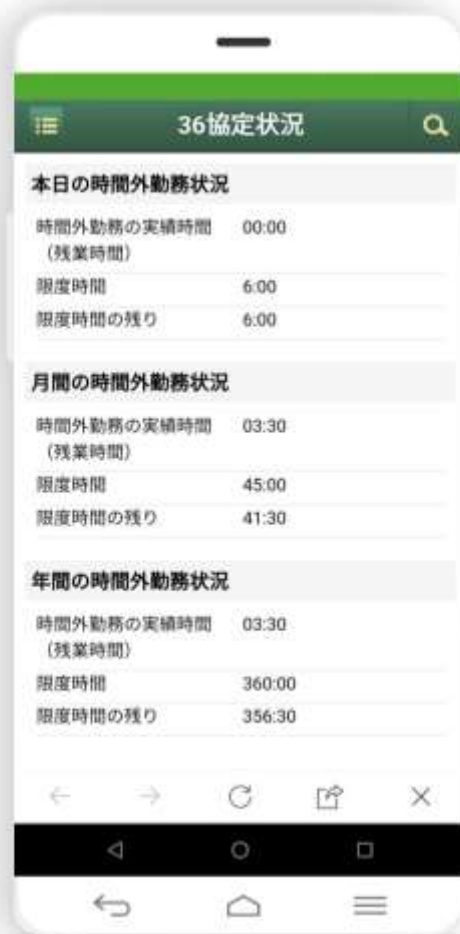 36協定状況
本日の時間外勤務状況
時間外勤務の実績時間 00:00
（残業時間）
限度時間 6:00
限度時間の残り 6:00
月間の時間外勤務状況
時間外勤務の実績時間 03:30
（残業時間）
限度時間 45:00
限度時間の残り 41:30
年間の時間外勤務状況
時間外勤務の実績時間 03:30
（残業時間）
限度時間 360:00
限度時間の残り 356:30